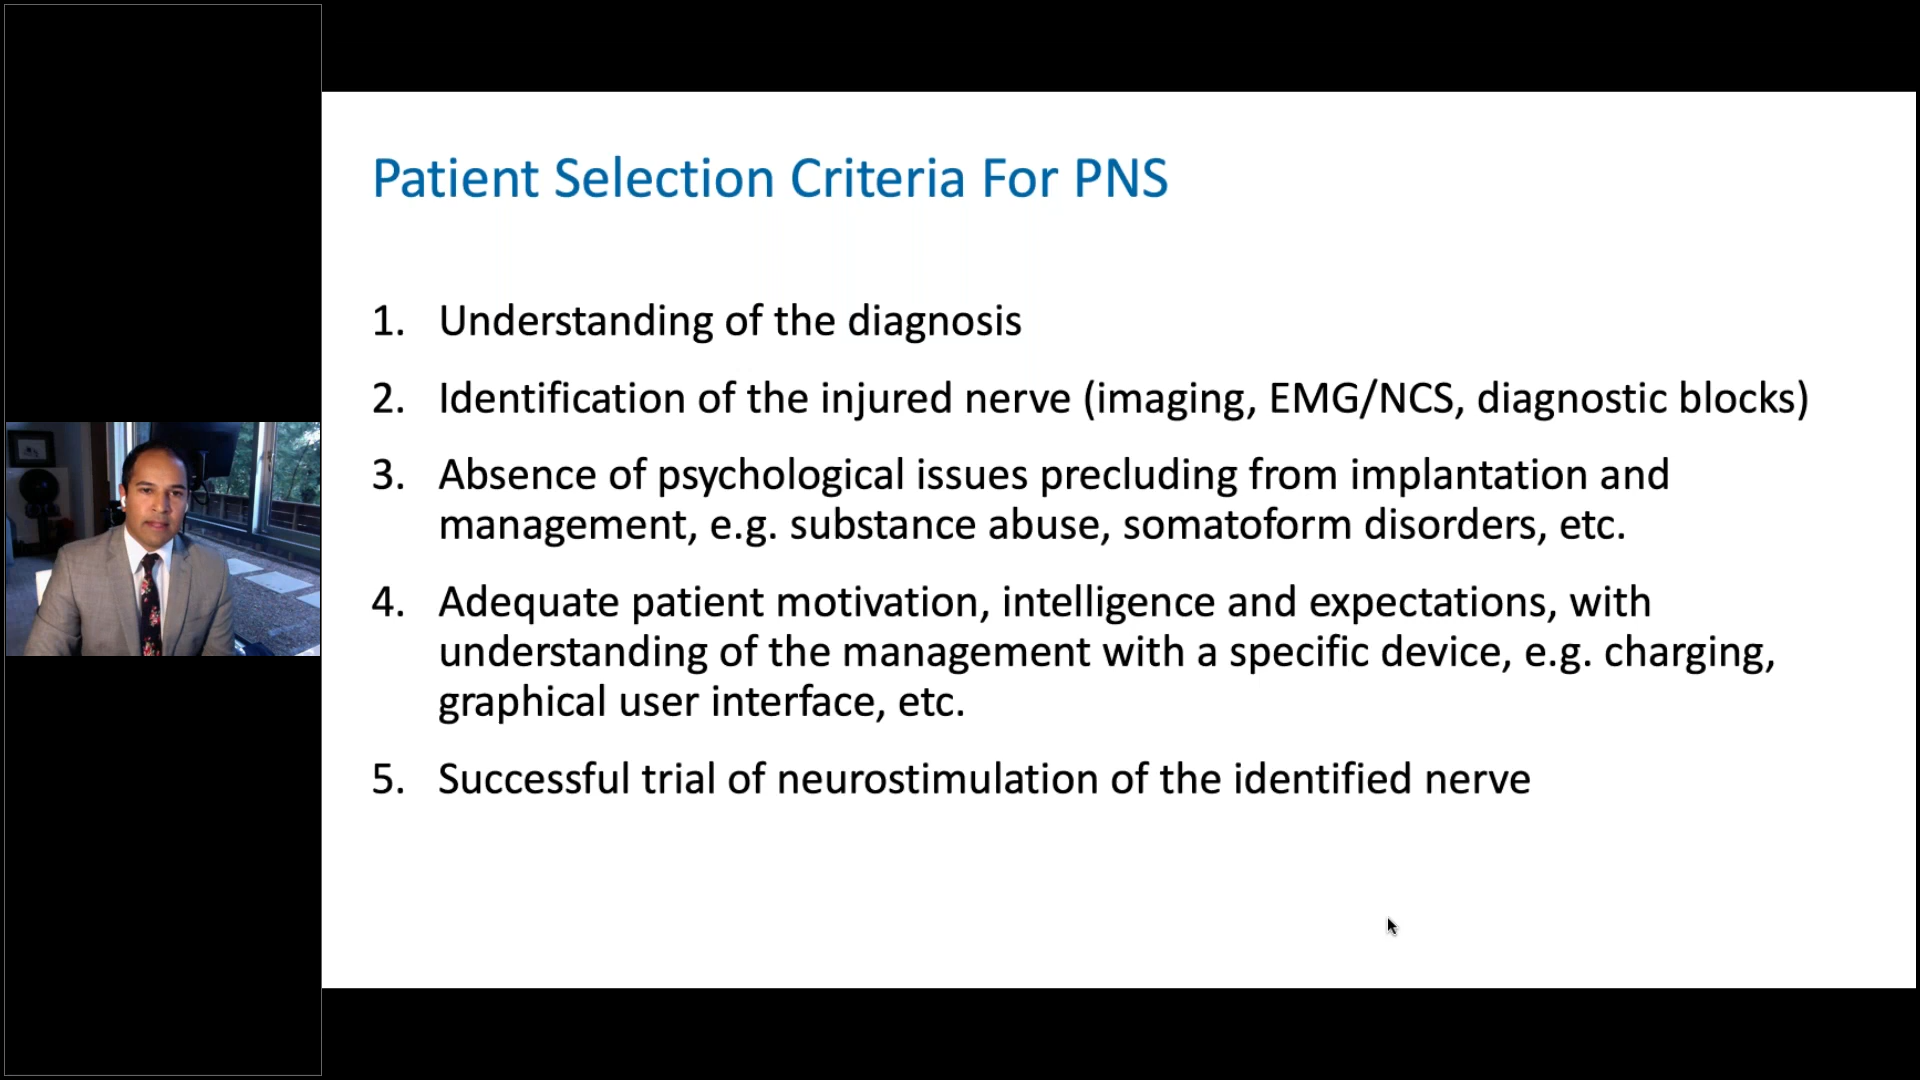 Patient Selection Criteria For PNS
1. Understanding of the diagnosis
2. Identification of the injured nerve (imaging, EMG/NCS, diagnostic blocks)
3. Absence of psychological issues precluding from implantation and
management, e.g. substance abuse, somatoform disorders, etc.
4. Adequate patient motivation, intelligence and expectations, with
understanding of the management with a specific device, e.g. charging,
graphical user interface, etc.
5. Successful trial of neurostimulation of the identified nerve